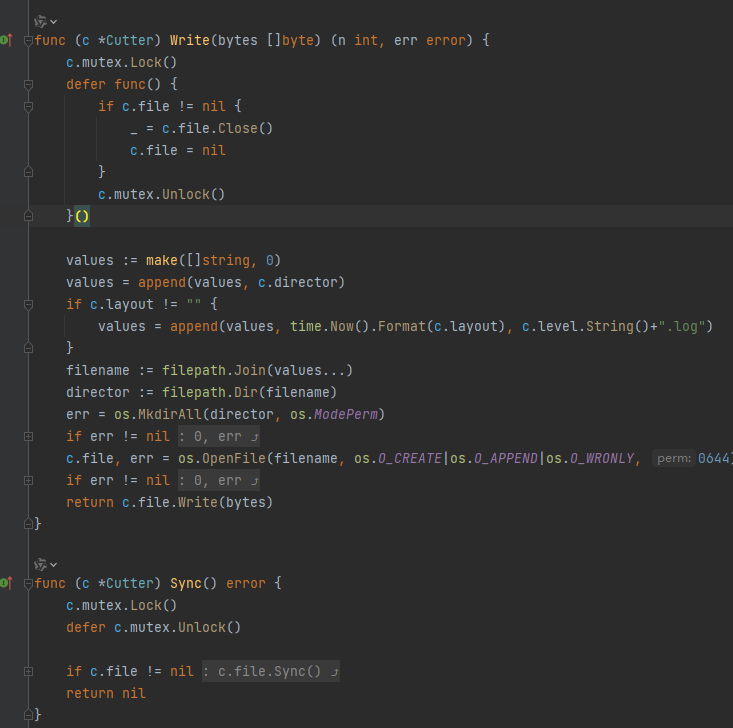 func (c *Cutter) Write(bytes []byte) (n int, err error) {
    c.mutex.Lock()
    defer func() {
        if c.file != nil {
            _ = c.file.Close()
            c.file = nil
        }
        c.mutex.Unlock()
    }()

    values := make([]string, 0)
    values = append(values, c.director)
    if c.layout != "" {
        values = append(values, time.Now().Format(c.layout), c.level.String()+".log")
    }
    filename := filepath.Join(values...)
    director := filepath.Dir(filename)
    err = os.MkdirAll(director, os.ModePerm)
    if err != nil : 0, err
    c.file, err = os.OpenFile(filename, os.O_CREATE|os.O_APPEND|os.O_WRONLY, perm: 0644)
    if err != nil : 0, err
    return c.file.Write(bytes)
}

func (c *Cutter) Sync() error {
    c.mutex.Lock()
    defer c.mutex.Unlock()

    if c.file != nil : c.file.Sync()
    return nil
}